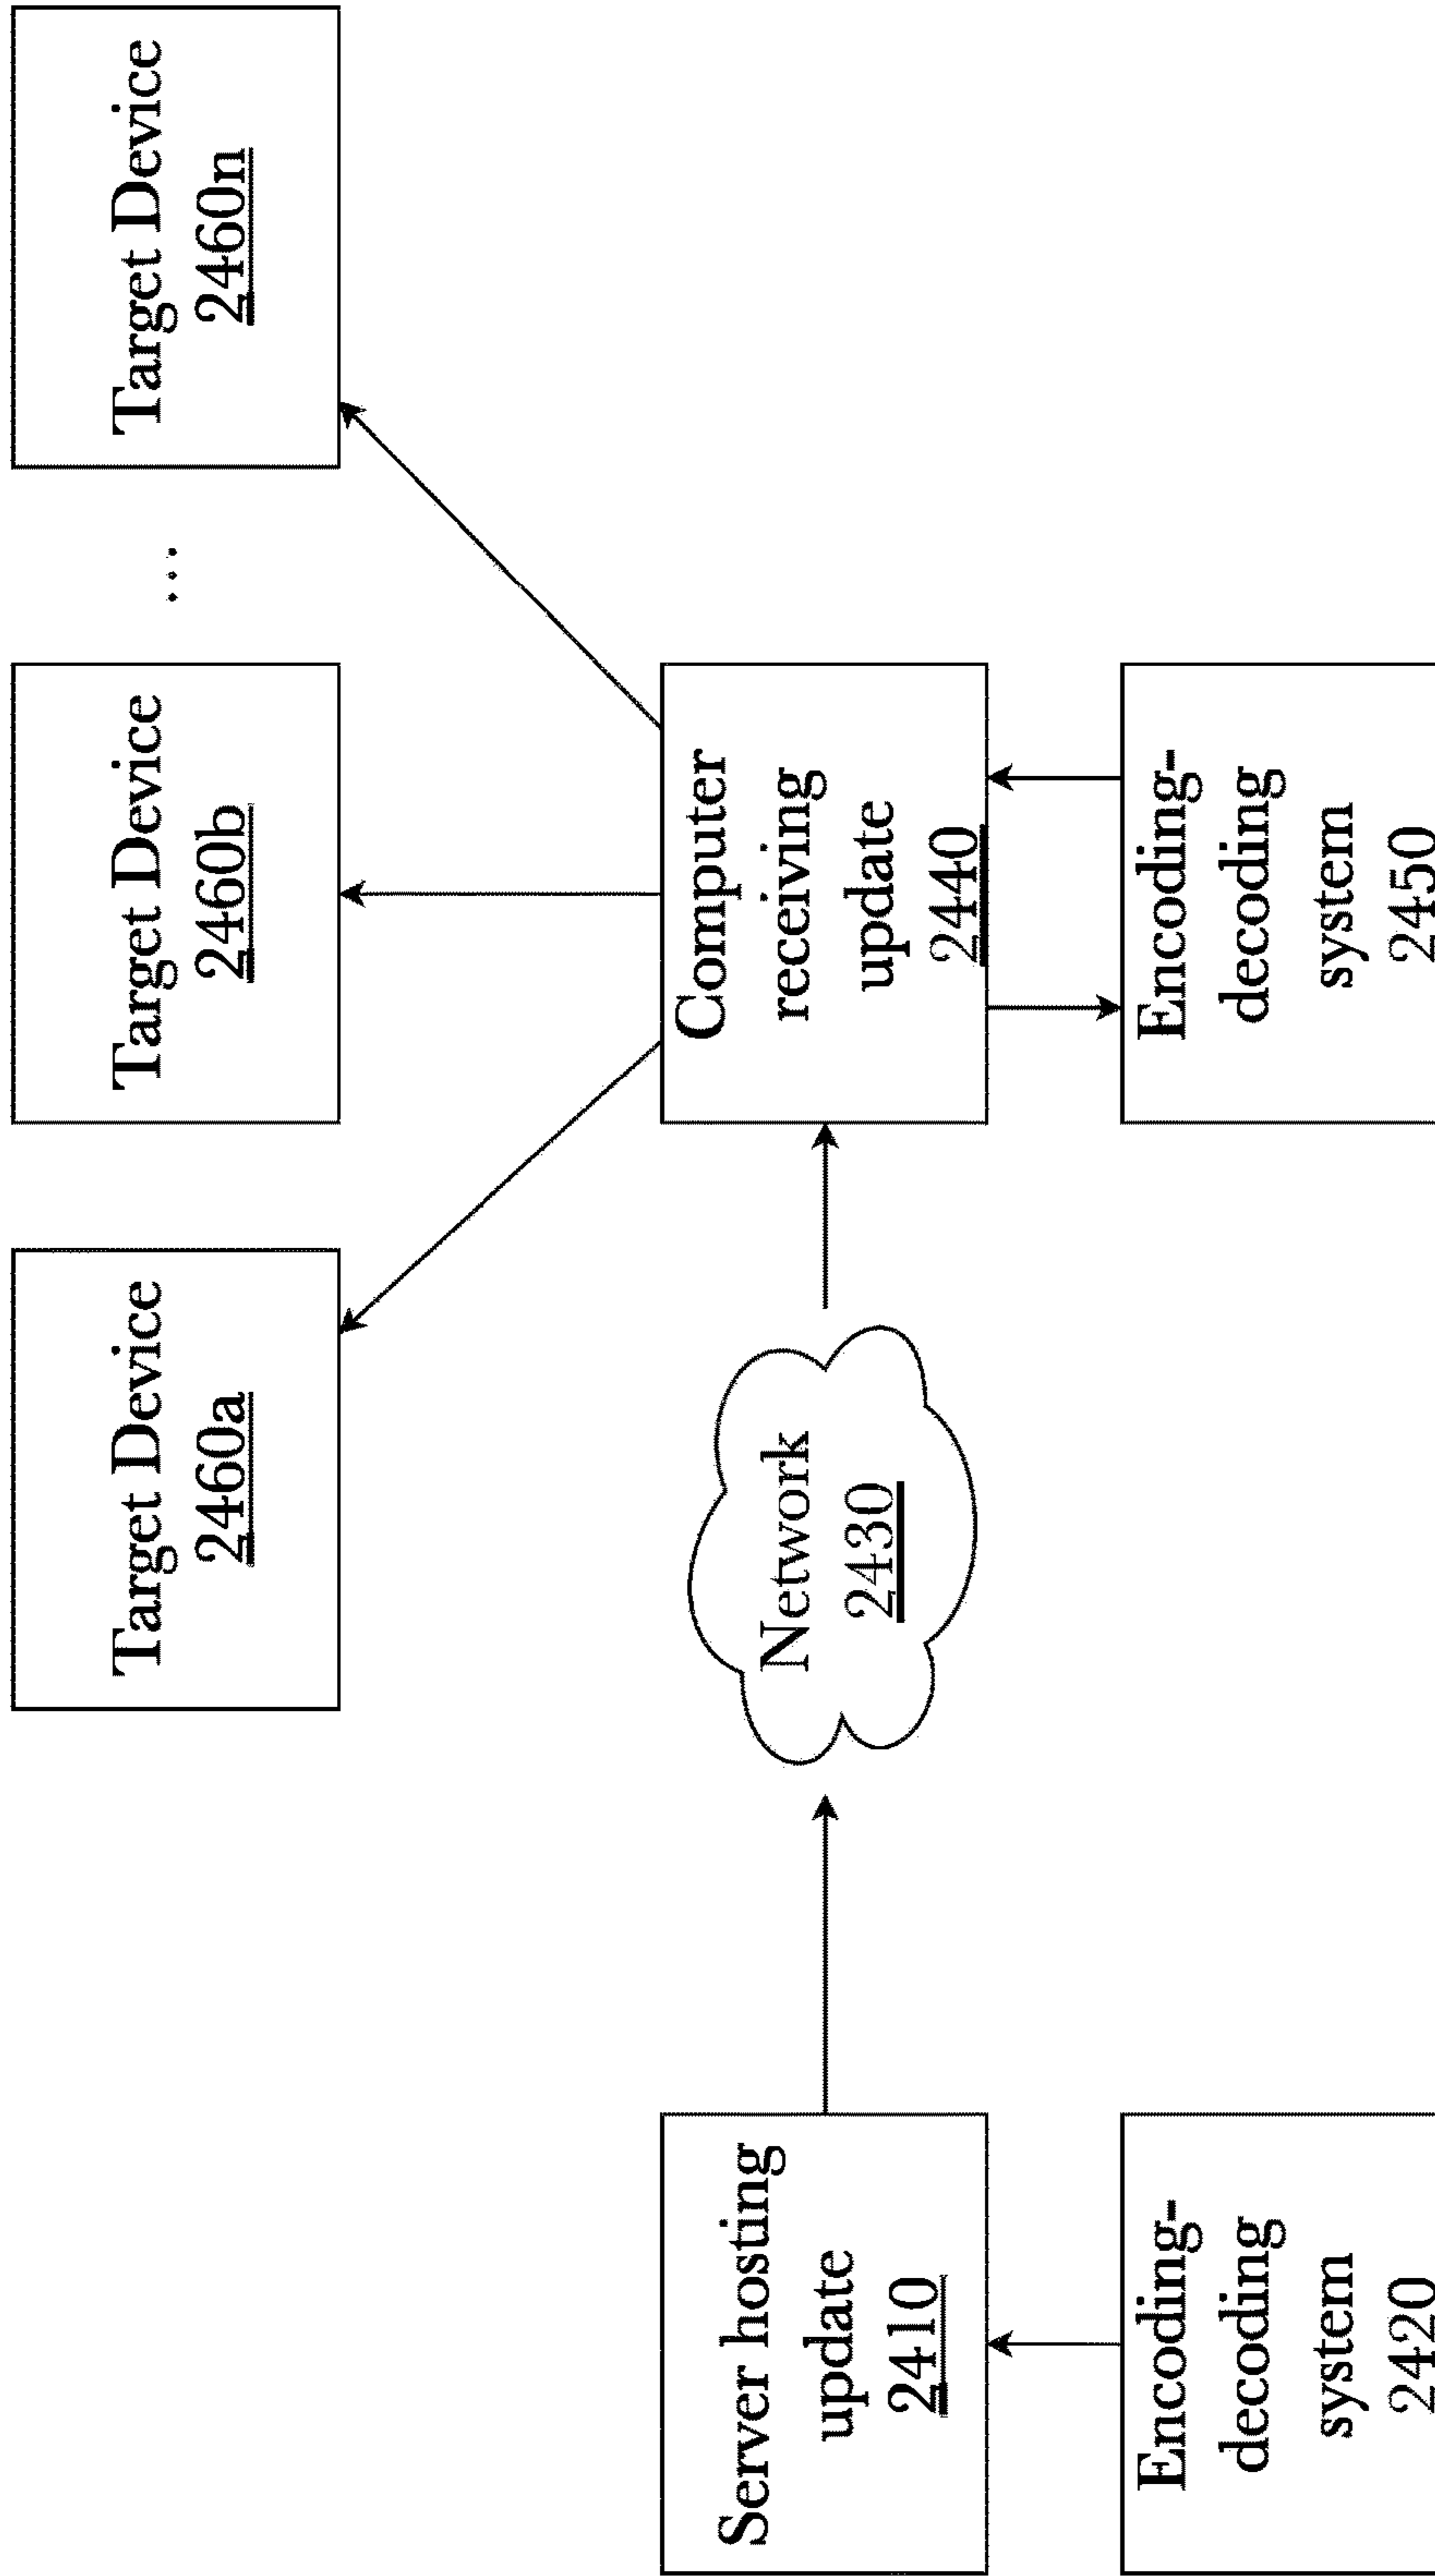 Target Device
2460a
Target Device
2460b
...
Target Device
2460n
Server hosting
update
2410
Network
2430
Computer
receiving
update
2440
Encoding-
decoding
system
2420
Encoding-
decoding
system
2450